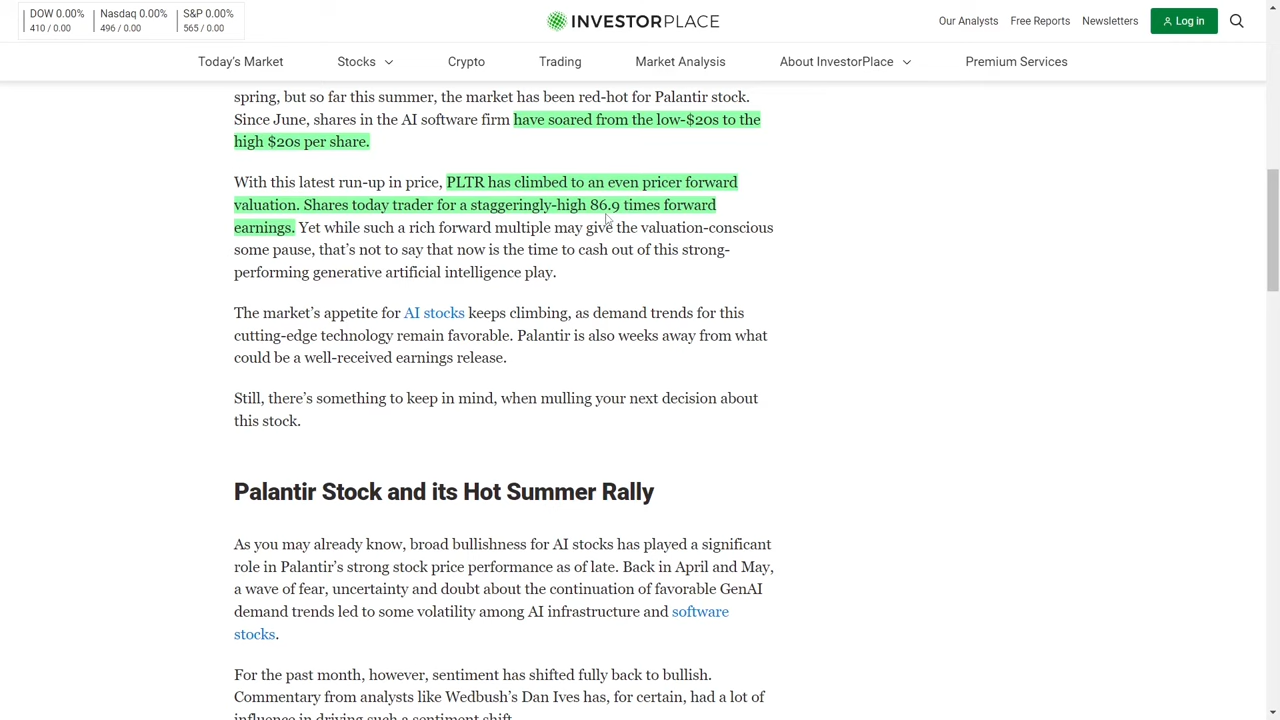 DOW 0.00% Nasdaq 0.00% S&P 0.00%
410 / 0.00 496 / 0.00 565 / 0.00
INVESTORPLACE
Our Analysts Free Reports Newsletters Log in
Today's Market Stocks Crypto Trading Market Analysis About InvestorPlace Premium Services
spring, but so far this summer, the market has been red-hot for Palantir stock.
Since June, shares in the AI software firm have soared from the low-$20s to the
high $20s per share.
With this latest run-up in price, PLTR has climbed to an even pricer forward
valuation. Shares today trader for a staggeringly-high 86.9 times forward
earnings. Yet while such a rich forward multiple may give the valuation-conscious
some pause, that’s not to say that now is the time to cash out of this strong-
performing generative artificial intelligence play.
The market’s appetite for AI stocks keeps climbing, as demand trends for this
cutting-edge technology remain favorable. Palantir is also weeks away from what
could be a well-received earnings release.
Still, there’s something to keep in mind, when mulling your next decision about
this stock.
Palantir Stock and its Hot Summer Rally
As you may already know, broad bullishness for AI stocks has played a significant
role in Palantir’s strong stock price performance as of late. Back in April and May,
a wave of fear, uncertainty and doubt about the continuation of favorable GenAI
demand trends led to some volatility among AI infrastructure and software
stocks.
For the past month, however, sentiment has shifted fully back to bullish.
Commentary from analysts like Wedbush’s Dan Ives has, for certain, had a lot of
influence in driving such a sentiment shift.